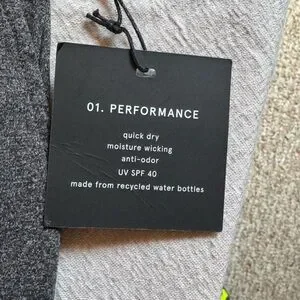 01. PERFORMANCE
quick dry
moisture wicking
anti-odor
UV SPF 40
made from recycled water bottles